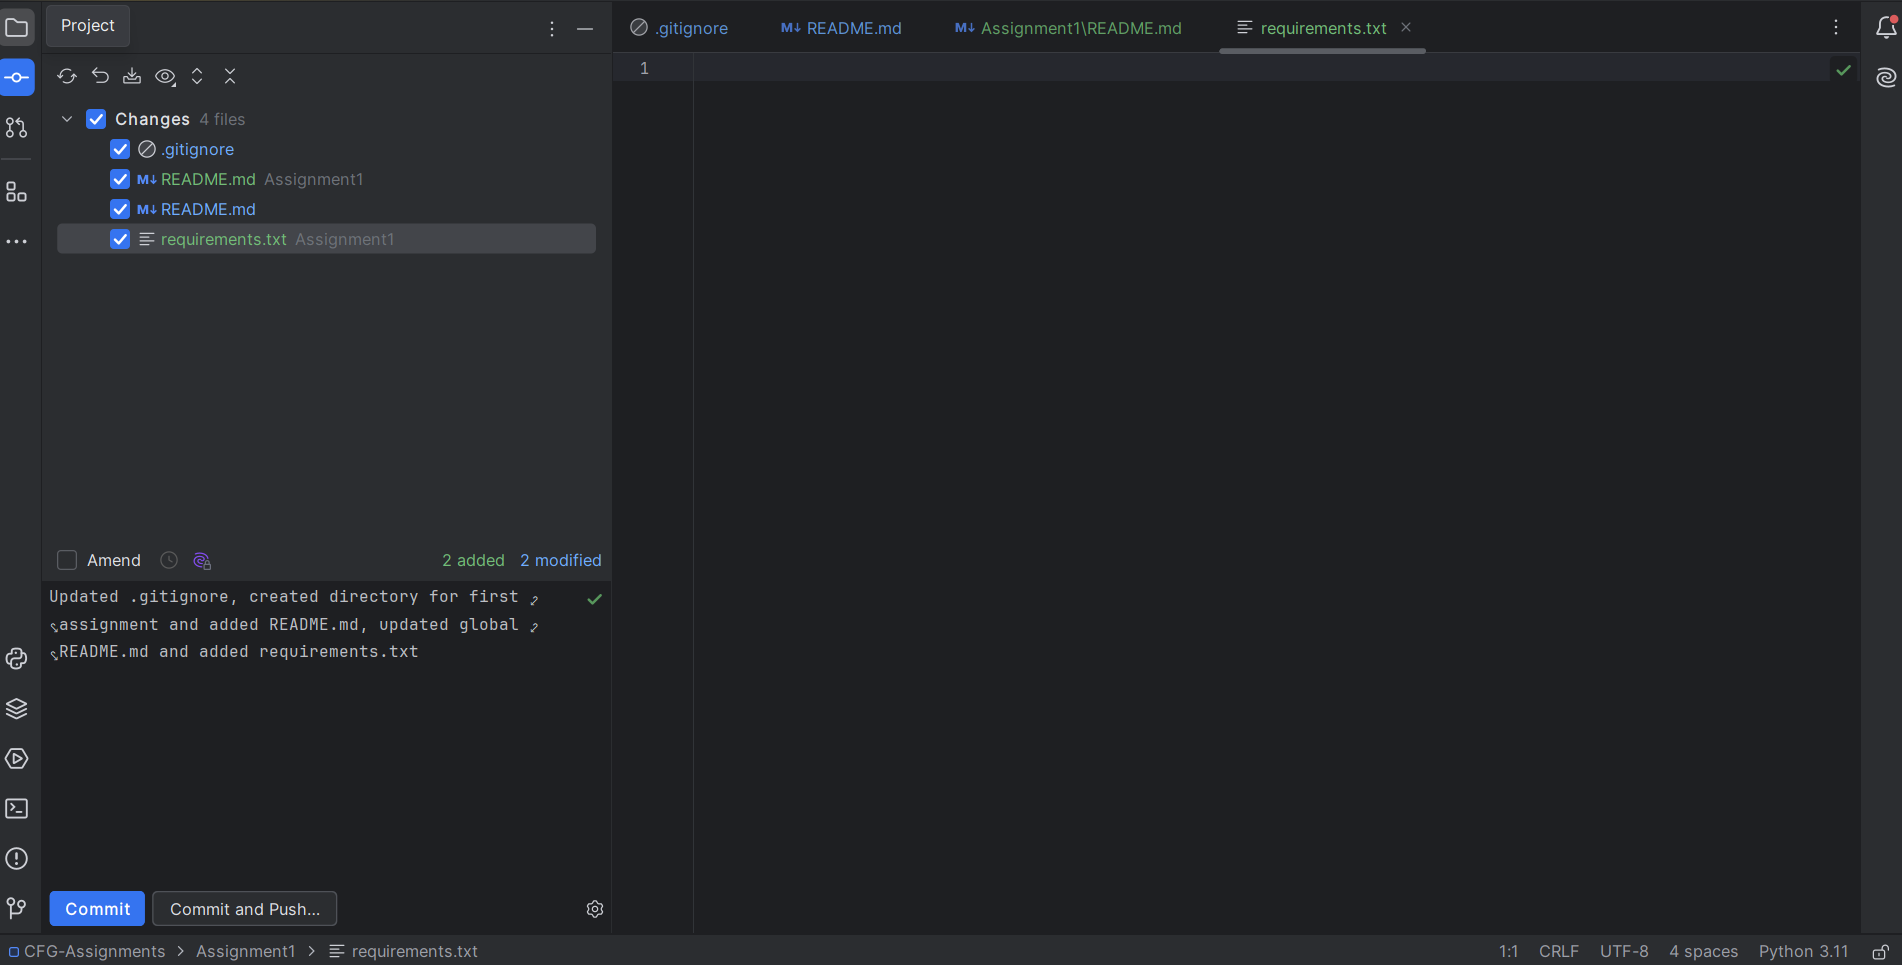 Project
.gitignore
M↓ README.md
M↓ Assignment1\README.md
requirements.txt
1
Changes 4 files
.gitignore
M↓ README.md Assignment1
M↓ README.md
requirements.txt Assignment1
Amend
2 added 2 modified
Updated .gitignore, created directory for first
assignment and added README.md, updated global
README.md and added requirements.txt
Commit
Commit and Push...
CFG-Assignments > Assignment1 > requirements.txt
1:1 CRLF UTF-8 4 spaces Python 3.11